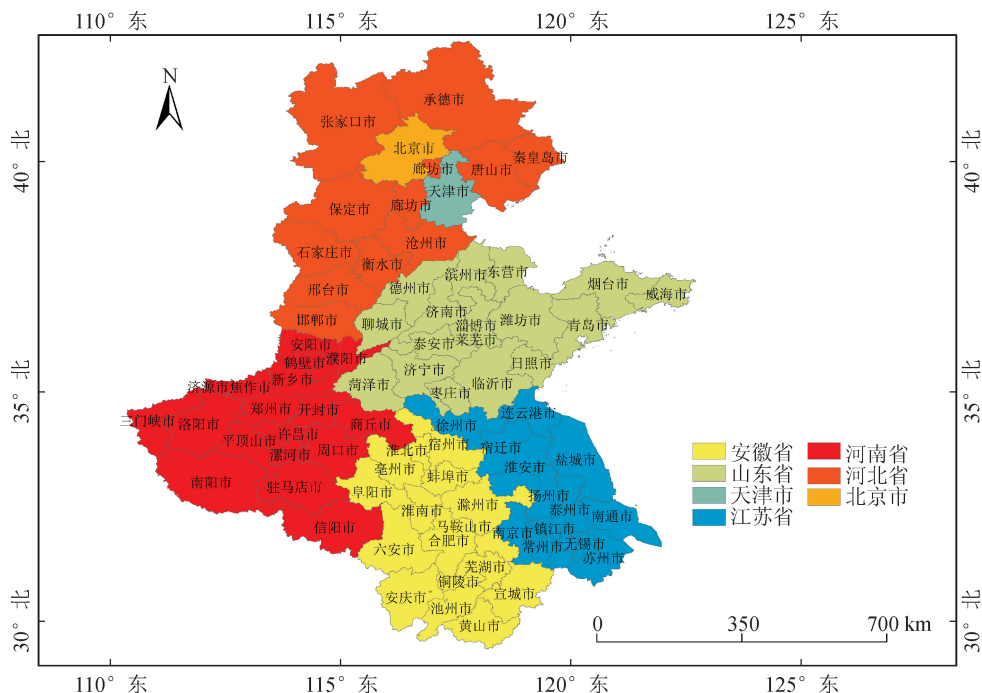 110° 东 115° 东 120° 东 125° 东
N
承德市
张家口市
北京市
秦皇岛市
廊坊市
唐山市
40° 北
40° 北
天津市
保定市
廊坊市
沧州市
石家庄市
衡水市
滨州市
东营市
德州市
烟台市
邢台市
威海市
济南市
邯郸市
聊城市
淄博市
潍坊市
青岛市
莱芜市
安阳市
泰安市
濮阳市
鹤壁市
日照市
济宁市
新乡市
济源市
焦作市
菏泽市
临沂市
枣庄市
35° 北
35° 北
郑州市
开封市
连云港市
三门峡市
洛阳市
商丘市
徐州市
许昌市
平顶山市
周口市
淮北市
宿州市
宿迁市
漯河市
亳州市
淮安市
盐城市
蚌埠市
南阳市
驻马店市
阜阳市
扬州市
滁州市
淮南市
泰州市
南通市
信阳市
马鞍山市
南京市
镇江市
合肥市
常州市
无锡市
六安市
苏州市
芜湖市
铜陵市
安庆市
宣城市
池州市
黄山市
30° 北
30° 北
安徽省 河南省
山东省 河北省
天津市 北京市
江苏省
0 350 700 km
110° 东 115° 东 120° 东 125° 东